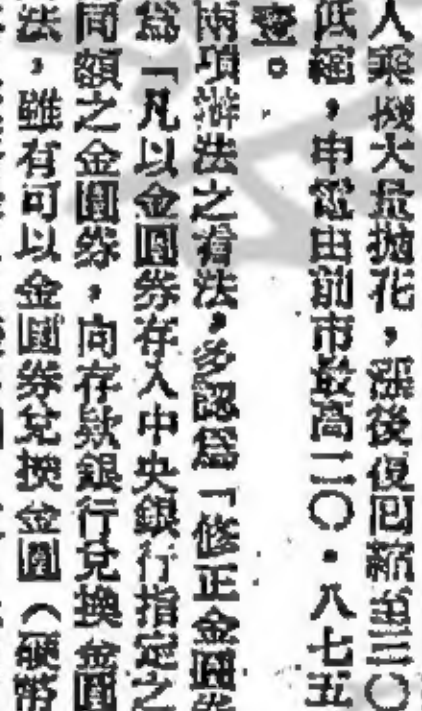 人乘機大量拋花，漲後復回縮至三〇
低縮，申電由前市最高二〇・八七五
壹。
兩項辦法之看法，多認爲「修正金圓券
爲「凡以金圓券存入中央銀行指定之
同額之金圓券，向存款銀行兌換金圓
法，雖有可以金圓券兌換金圓（硬幣